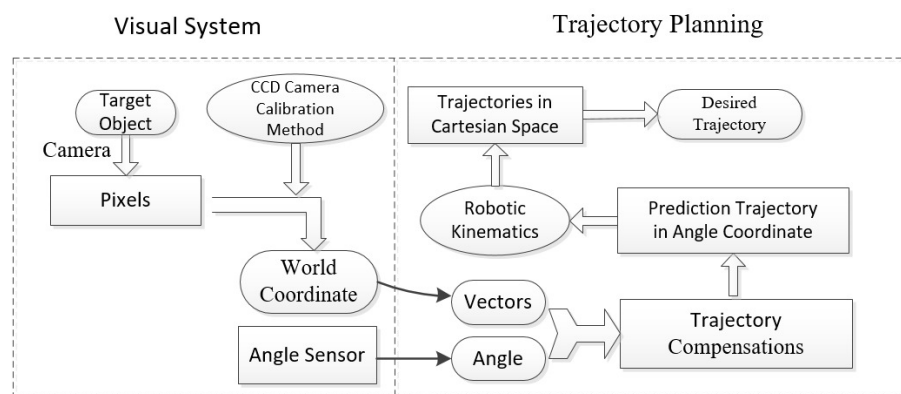 Visual System
Target
Object
Camera
Pixels
CCD Camera
Calibration
Method
World
Coordinate
Angle Sensor
Trajectory Planning
Trajectories in
Cartesian Space
Desired
Trajectory
Robotic
Kinematics
Prediction Trajectory
in Angle Coordinate
Vectors
Angle
Trajectory
Compensations